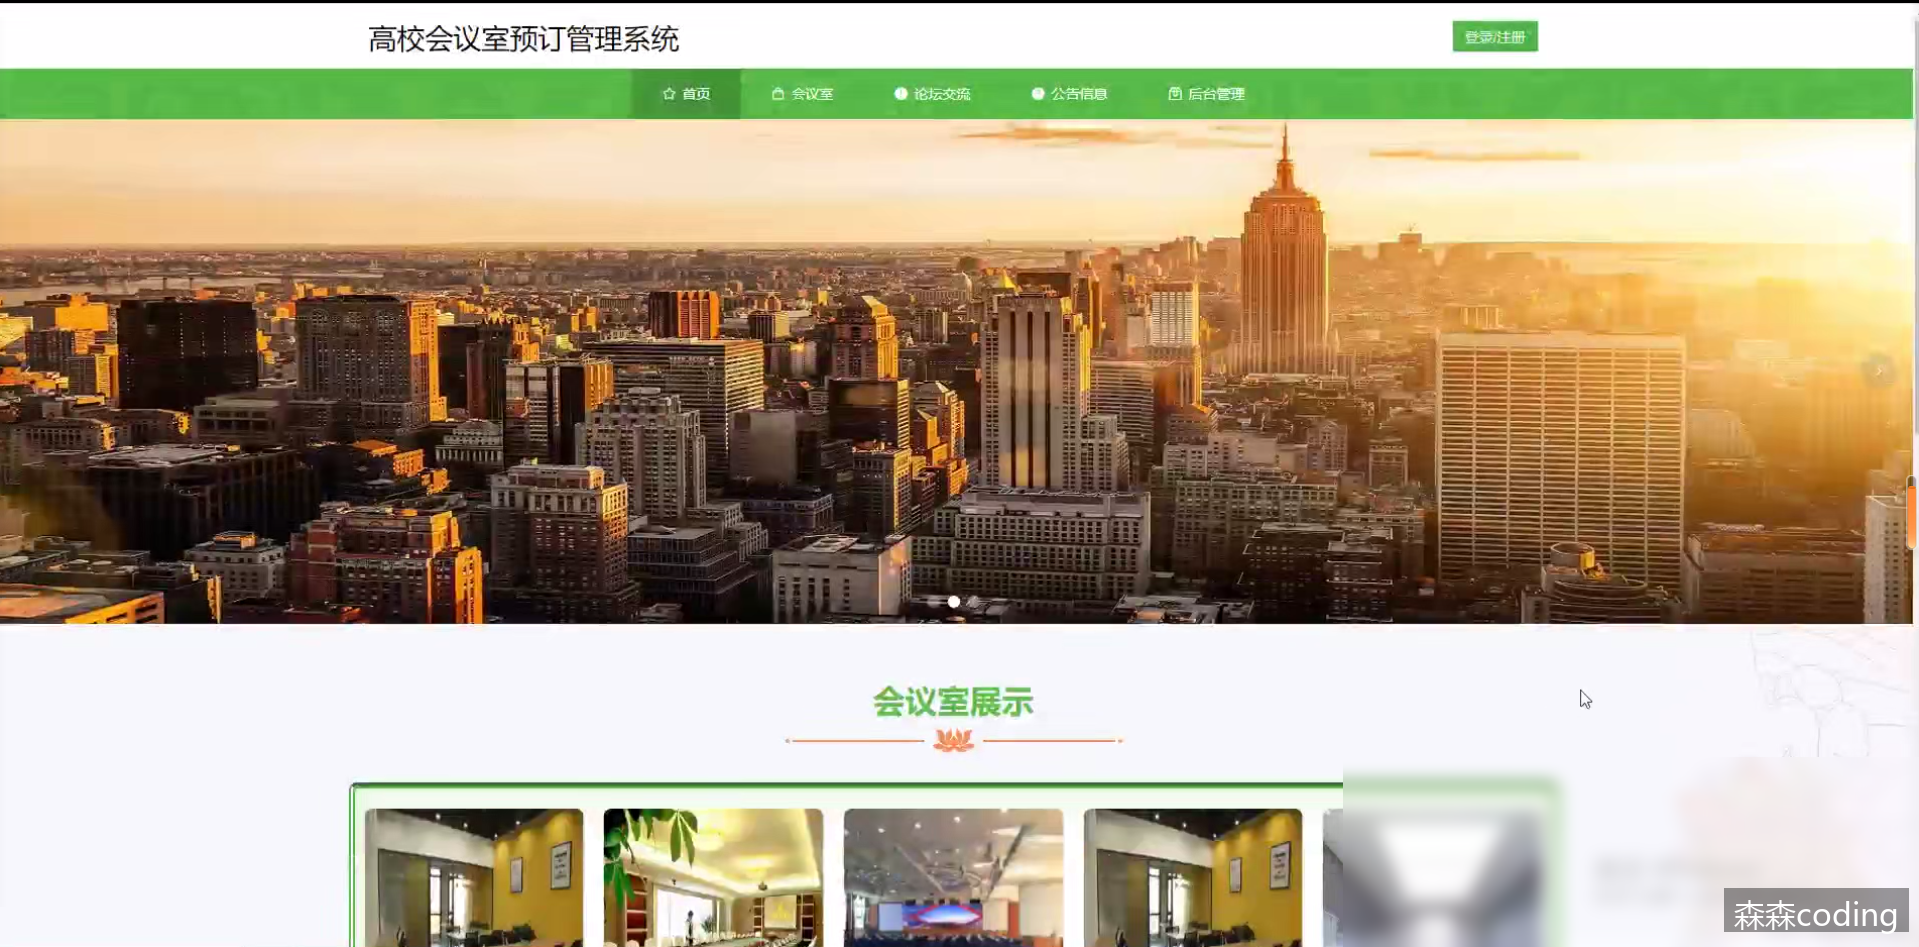 高校会议室预订管理系统
登录/注册
首页
会议室
论坛交流
公告信息
后台管理
会议室展示
森森coding